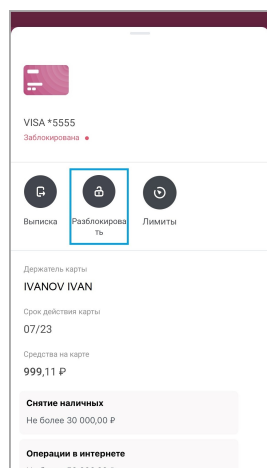 VISA *5555
Заблокирована
Выписка
Разблокирова
ть
Лимиты
Держатель карты
IVANOV IVAN
Срок действия карты
07/23
Средства на карте
999,11 ₽
Снятие наличных
Не более 30 000,00 ₽
Операции в интернете